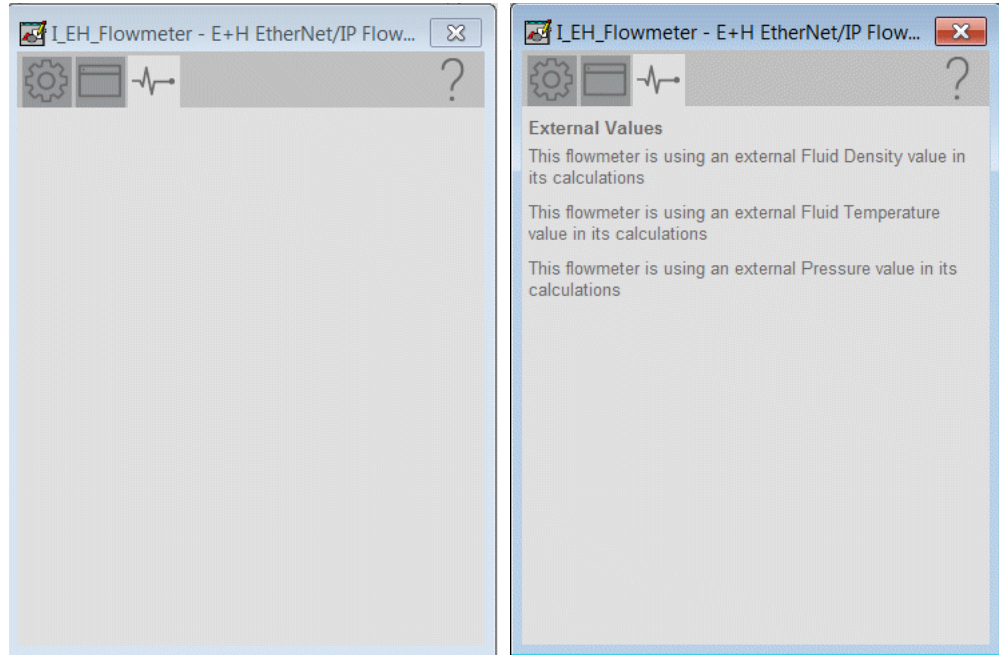 I_EH_Flowmeter - E+H EtherNet/IP Flow...
?
I_EH_Flowmeter - E+H EtherNet/IP Flow...
?
External Values
This flowmeter is using an external Fluid Density value in
its calculations
This flowmeter is using an external Fluid Temperature
value in its calculations
This flowmeter is using an external Pressure value in its
calculations